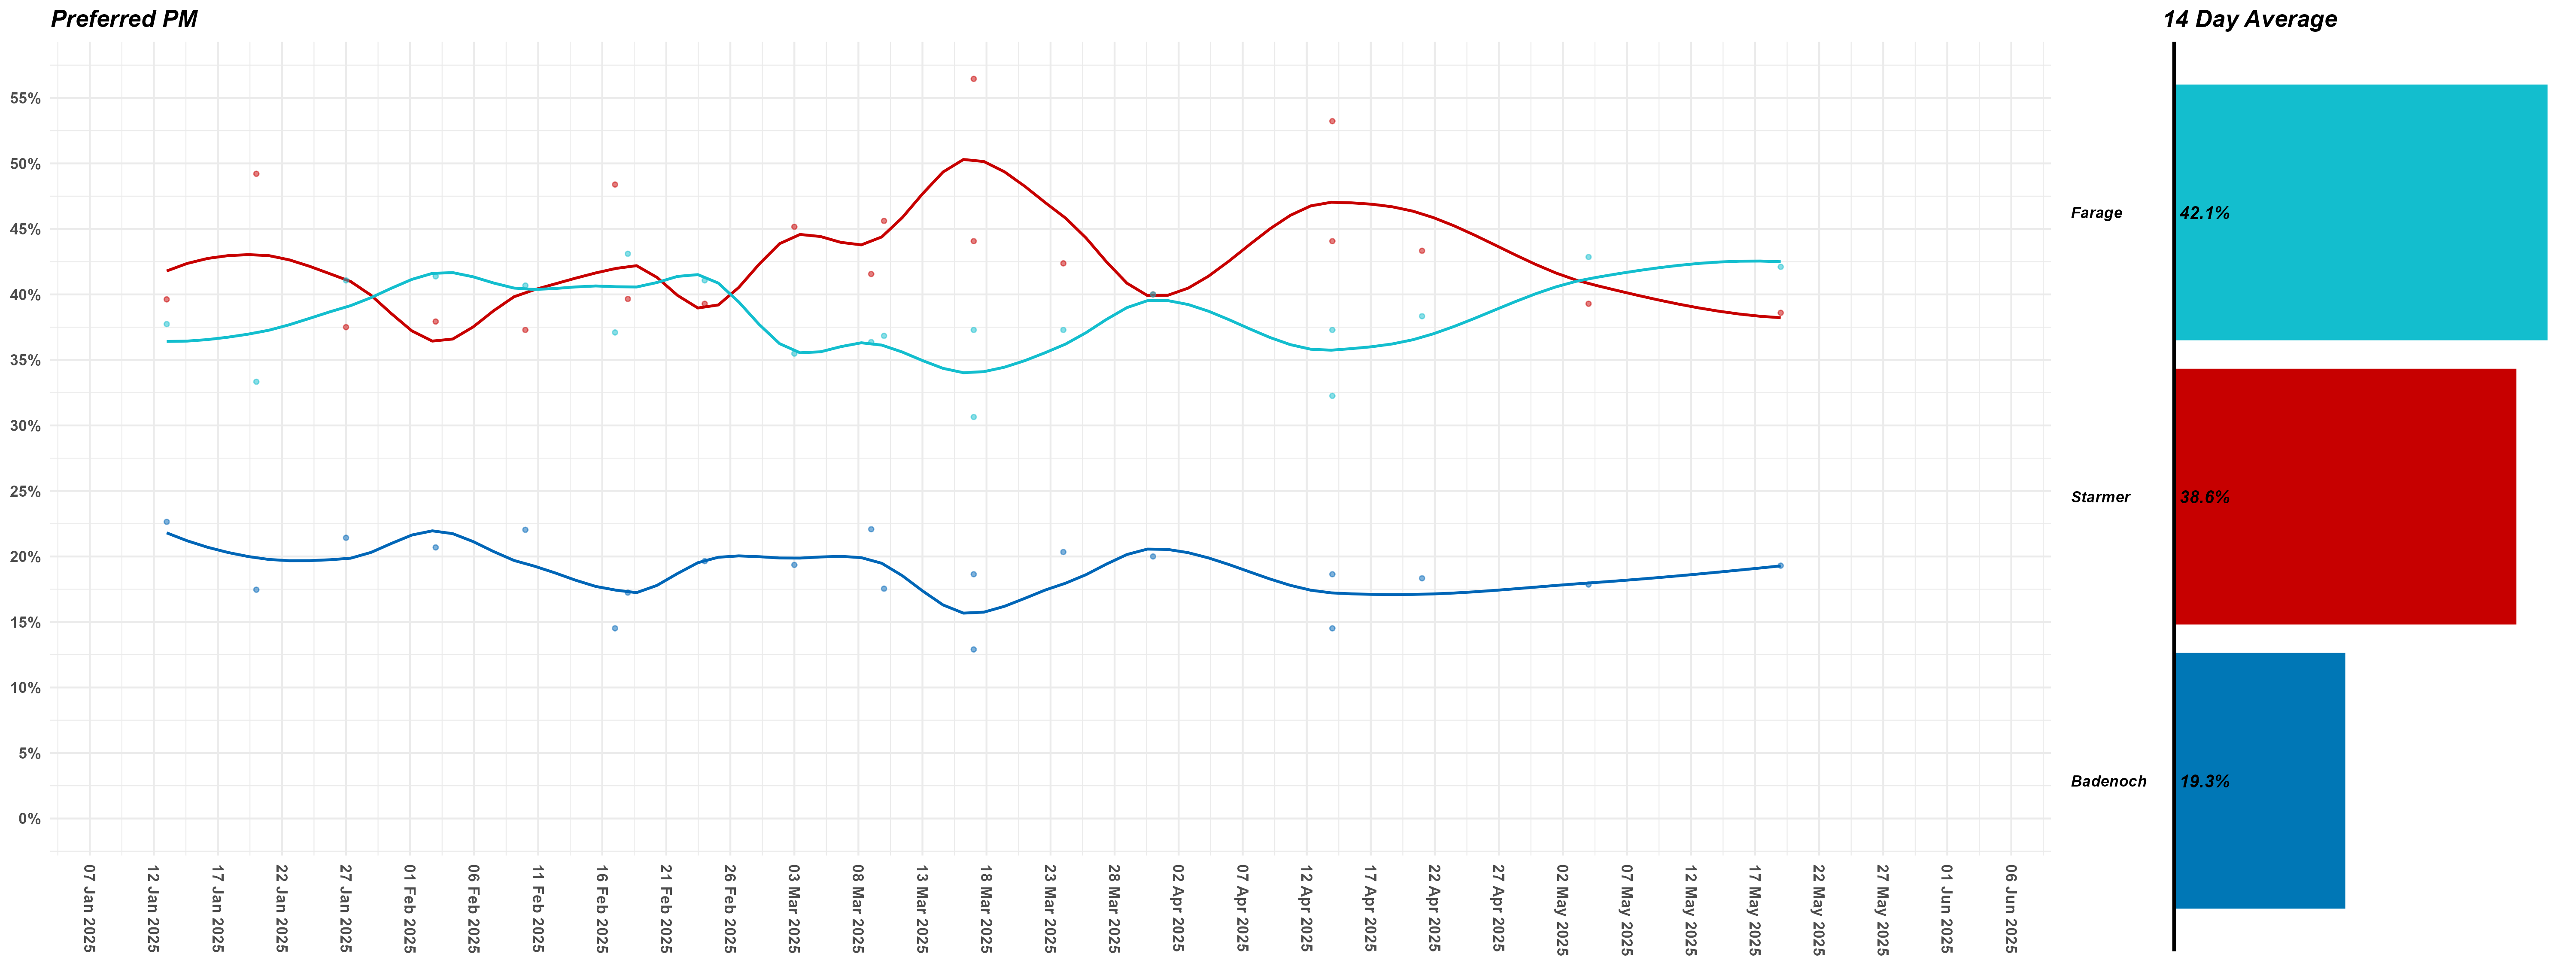 Preferred PM
14 Day Average
55%
50%
45%
40%
35%
30%
25%
20%
15%
10%
5%
0%
07 Jan 2025
12 Jan 2025
17 Jan 2025
22 Jan 2025
27 Jan 2025
01 Feb 2025
06 Feb 2025
11 Feb 2025
16 Feb 2025
21 Feb 2025
26 Feb 2025
03 Mar 2025
08 Mar 2025
13 Mar 2025
18 Mar 2025
23 Mar 2025
28 Mar 2025
02 Apr 2025
07 Apr 2025
12 Apr 2025
17 Apr 2025
22 Apr 2025
27 Apr 2025
02 May 2025
07 May 2025
12 May 2025
17 May 2025
22 May 2025
27 May 2025
01 Jun 2025
06 Jun 2025
Farage 42.1%
Starmer 38.6%
Badenoch 19.3%